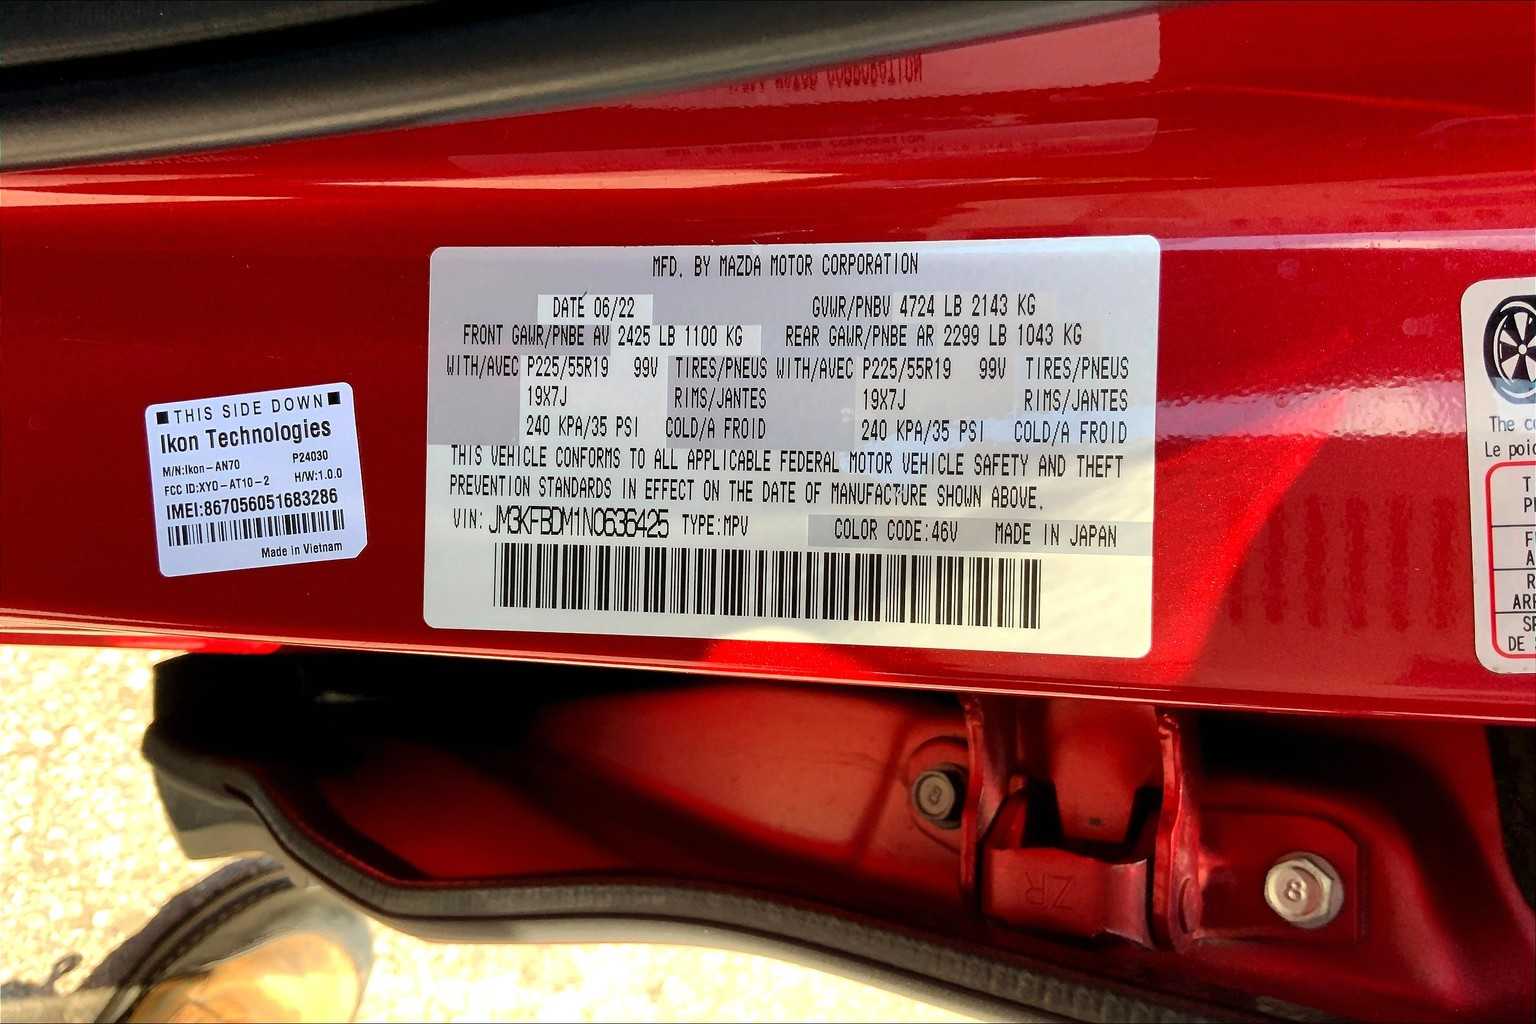 MFD. BY MAZDA MOTOR CORPORATION
DATE 06/22 GVWR/PNBV 4724 LB 2143 KG
FRONT GAWR/PNBE AV 2425 LB 1100 KG REAR GAWR/PNBE AR 2299 LB 1043 KG
WITH/AVEC P225/55R19 99V TIRES/PNEUS WITH/AVEC P225/55R19 99V TIRES/PNEUS
19X7J RIMS/JANTES 19X7J RIMS/JANTES
240 KPA/35 PSI COLD/A FROID 240 KPA/35 PSI COLD/A FROID
THIS VEHICLE CONFORMS TO ALL APPLICABLE FEDERAL MOTOR VEHICLE SAFETY AND THEFT
PREVENTION STANDARDS IN EFFECT ON THE DATE OF MANUFACTURE SHOWN ABOVE.
VIN: JM3KFBDM1N0636425 TYPE:MPV COLOR CODE:46V MADE IN JAPAN
THIS SIDE DOWN
Ikon Technologies
M/N:Ikon-AN70 P24030
FCC ID:XYO-AT10-2 H/W:1.0.0
IMEI:867056051683286
Made in Vietnam
The
Le
DE
8
8
ZR